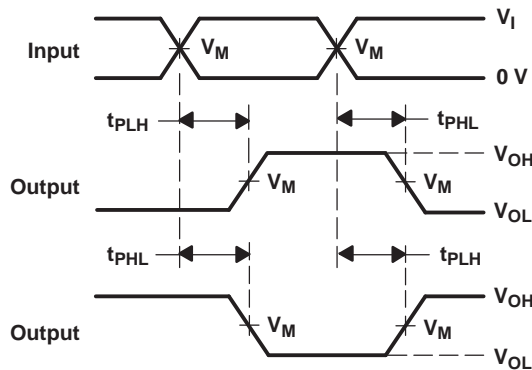 Input
V_M
V_M
V_I
0 V
t_PLH
t_PHL
Output
V_M
V_M
V_OH
V_OL
t_PHL
t_PLH
Output
V_M
V_M
V_OH
V_OL